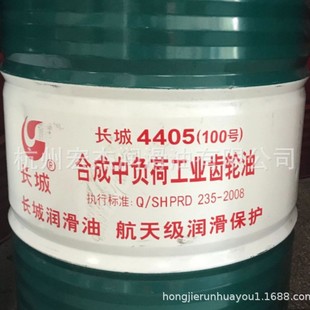 长城 4405(100号)
合成中负荷工业齿轮油
执行标准: Q/SHPRD 235-2008
长城®
长城润滑油 航天级润滑保护
hongjierunhuayou1.1688.com